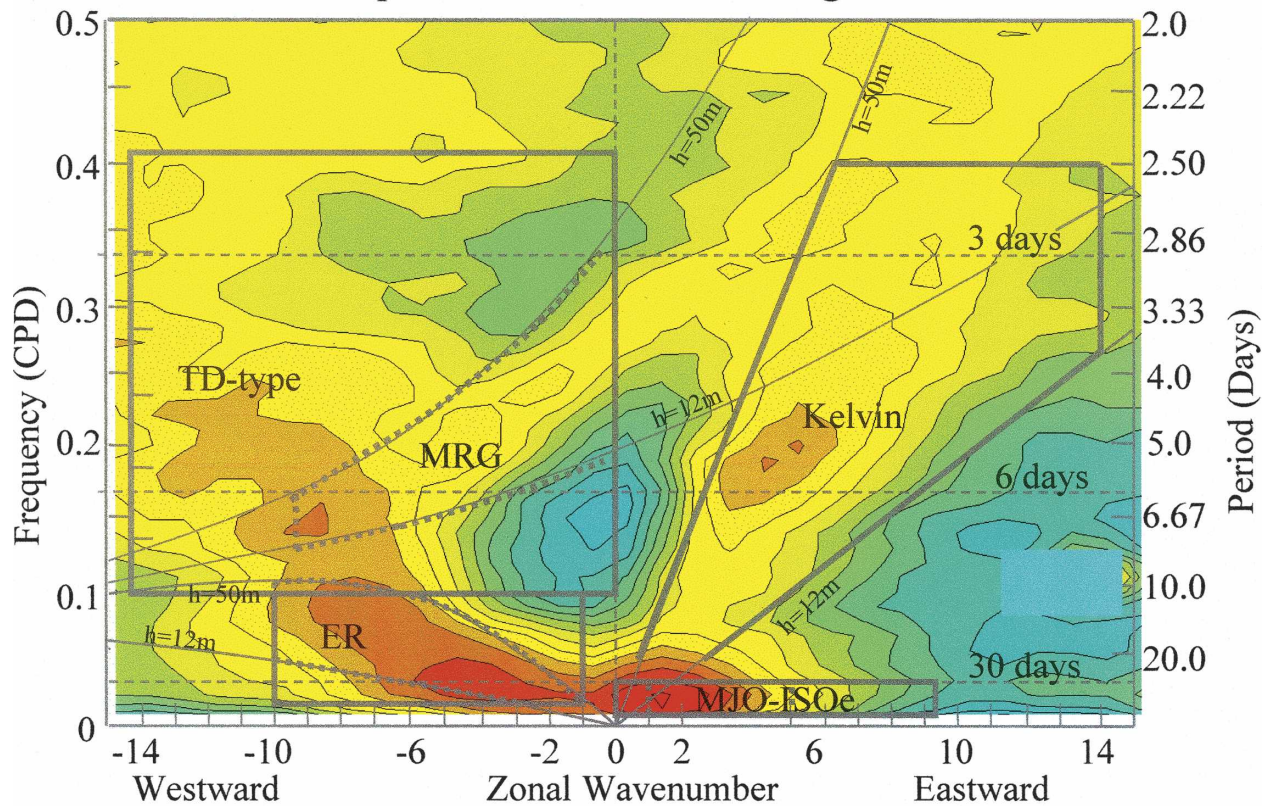 0.5
2.0
h=50m
h=50m
2.22
0.4
2.50
3 days
2.86
0.3
3.33
TD-type
4.0
h=12m
Kelvin
0.2
MRG
5.0
6 days
6.67
0.1
h=50m
10.0
h=12m
h=12m
ER
30 days
20.0
MJO-ISOe
0
Frequency (CPD)
Period (Days)
-14 -10 -6 -2 0 2 6 10 14
Westward Zonal Wavenumber Eastward